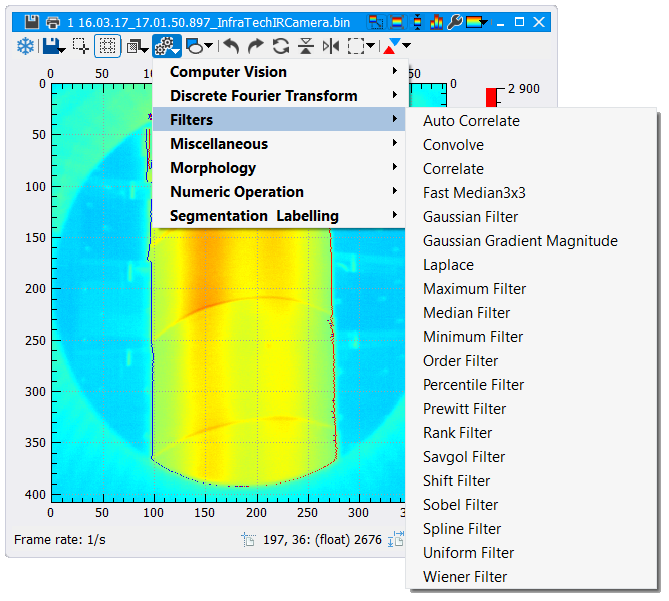 1 16.03.17_17.01.50.897_InfraTechIRCamera.bin
0
50
100
150
200
250
300
350
400
0
50
10
50
0
2 900
Computer Vision
Discrete Fourier Transform
Filters
Miscellaneous
Morphology
Numeric Operation
Segmentation Labelling
Auto Correlate
Convolve
Correlate
Fast Median3x3
Gaussian Filter
Gaussian Gradient Magnitude
Laplace
Maximum Filter
Median Filter
Minimum Filter
Order Filter
Percentile Filter
Prewitt Filter
Rank Filter
Savgol Filter
Shift Filter
Sobel Filter
Spline Filter
Uniform Filter
Wiener Filter
0
50
100
150
200
250
300
Frame rate: 1/s
197, 36: (float) 2676